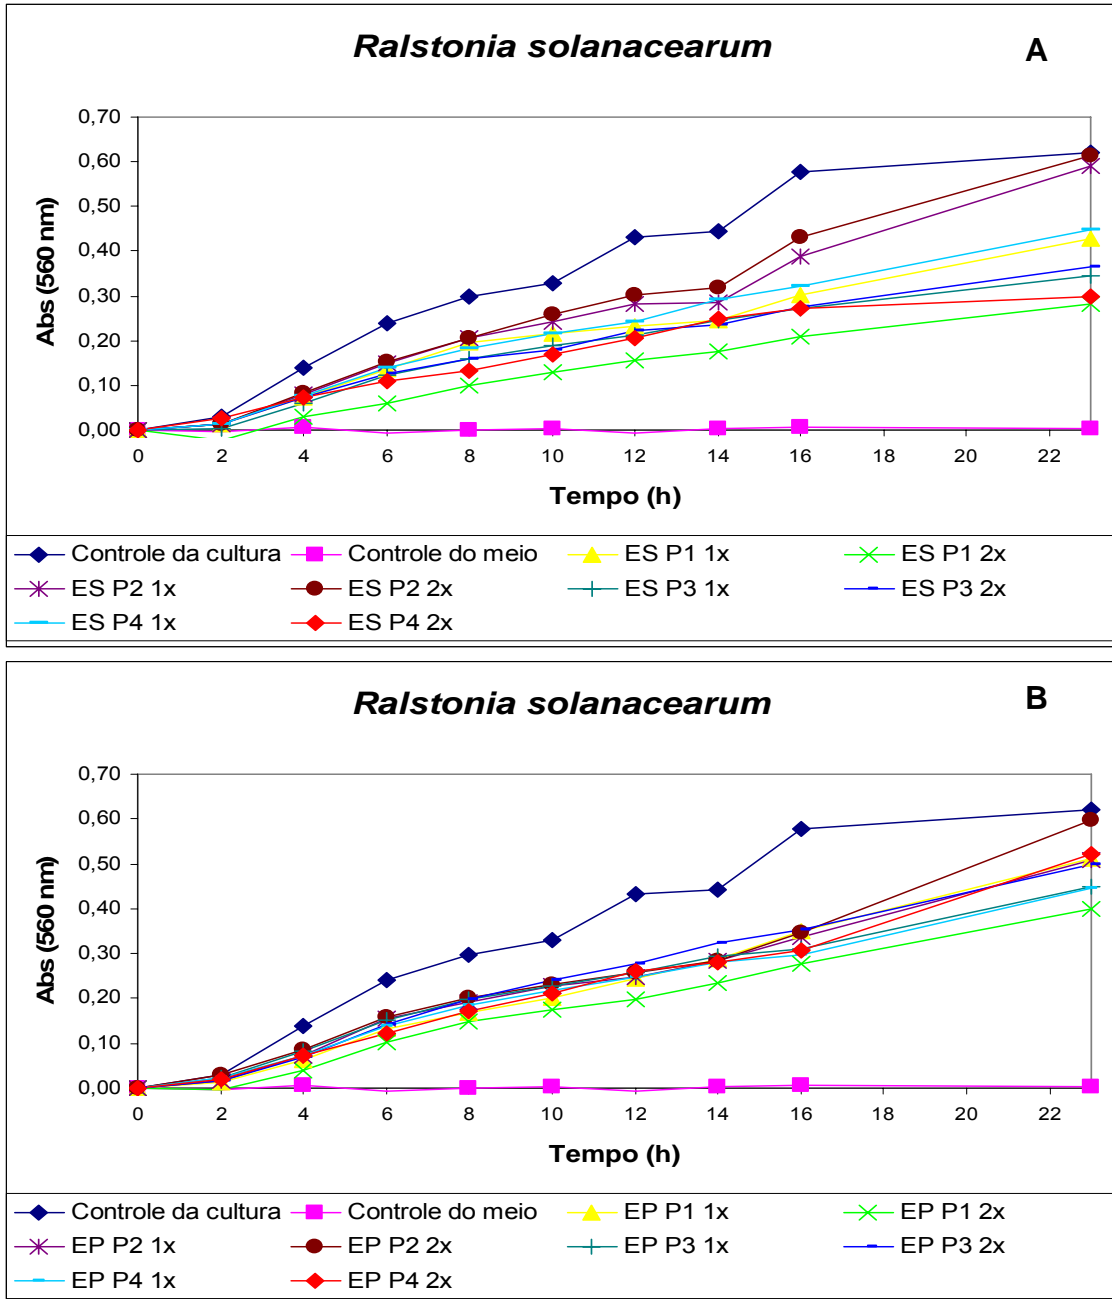 Ralstonia solanacearum
A
0,70
0,60
0,50
0,40
0,30
0,20
0,10
0,00
Abs (560 nm)
0 2 4 6 8 10 12 14 16 18 20 22
Tempo (h)
Controle da cultura Controle do meio ES P1 1x ES P1 2x
ES P2 1x ES P2 2x ES P3 1x ES P3 2x
ES P4 1x ES P4 2x
Ralstonia solanacearum
B
0,70
0,60
0,50
0,40
0,30
0,20
0,10
0,00
Abs (560 nm)
0 2 4 6 8 10 12 14 16 18 20 22
Tempo (h)
Controle da cultura Controle do meio EP P1 1x EP P1 2x
EP P2 1x EP P2 2x EP P3 1x EP P3 2x
EP P4 1x EP P4 2x